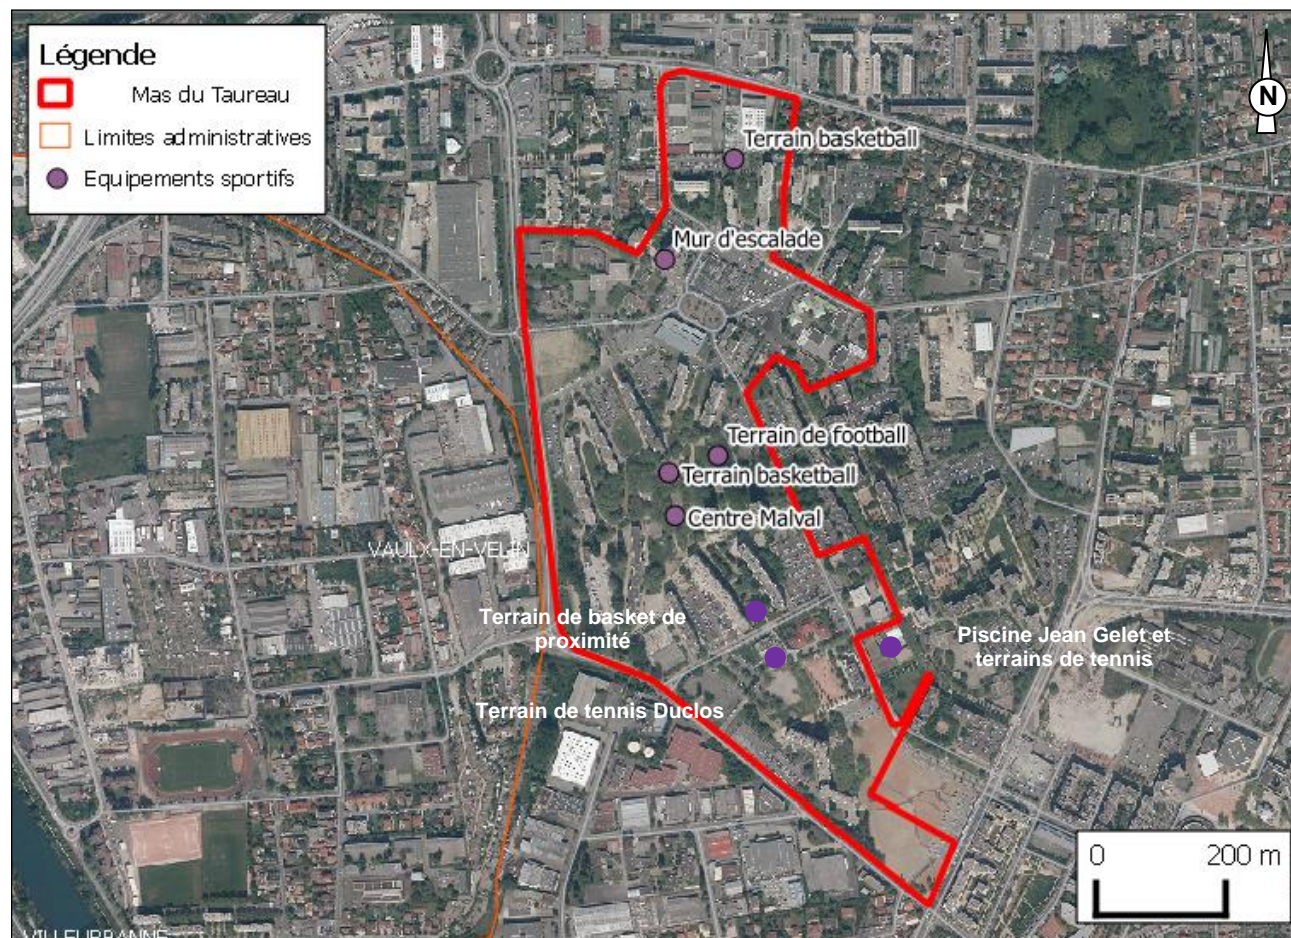 Légende
Mas du Taureau
Limites administratives
Equipements sportifs
N
Terrain basketball
Mur d'escalade
Terrain de football
Terrain basketball
Centre Malval
VAULX-EN-VELIN
Terrain de basket de
proximité
Piscine Jean Gelet et
terrains de tennis
Terrain de tennis Duclos
0 200 m
VILLEURBANNE